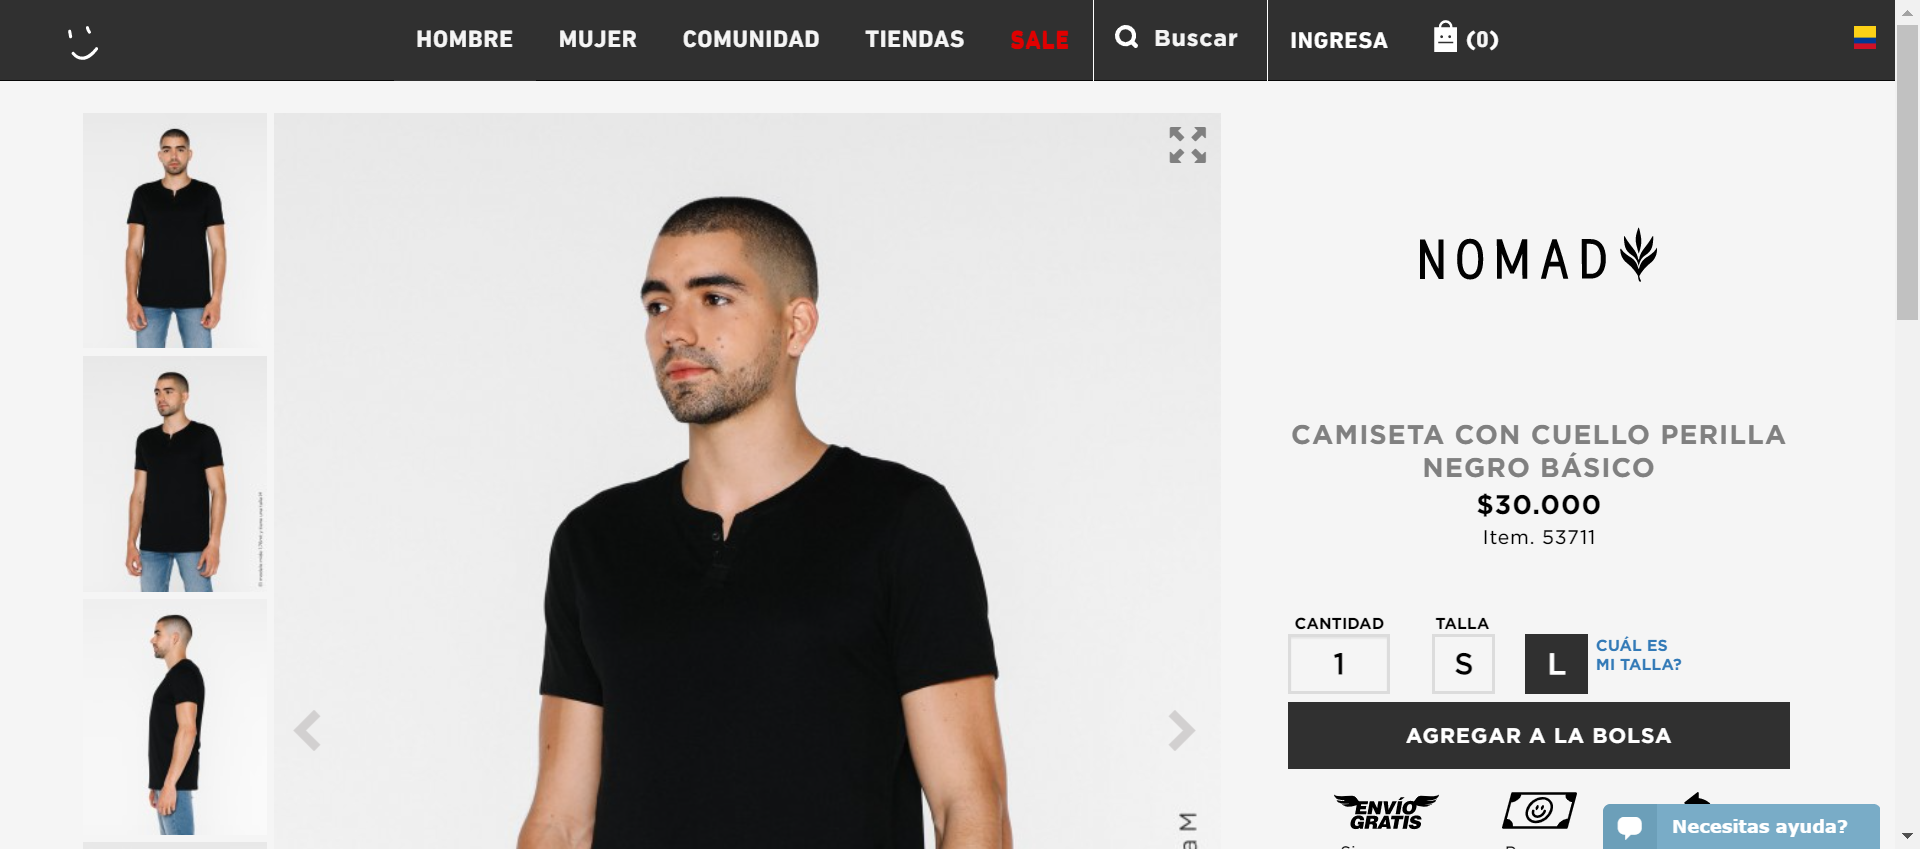 HOMBRE MUJER COMUNIDAD TIENDAS SALE Buscar INGRESA (0)
NOMAD
CAMISETA CON CUELLO PERILLA
NEGRO BÁSICO
$30.000
Item. 53711
CANTIDAD TALLA
1 S L CUÁL ES
MI TALLA?
AGREGAR A LA BOLSA
ENVÍO
GRATIS
Necesitas ayuda?
a M